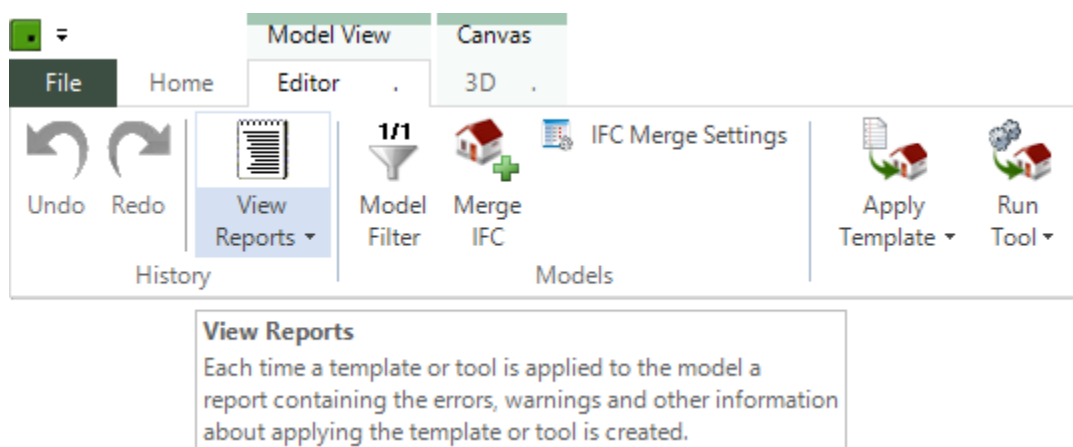 Model View
Canvas
File
Home
Editor .
3D .
Undo
Redo
View
Reports
1/1
Model
Filter
Merge
IFC
IFC Merge Settings
Apply
Template
Run
Tool
History
Models
View Reports
Each time a template or tool is applied to the model a
report containing the errors, warnings and other information
about applying the template or tool is created.